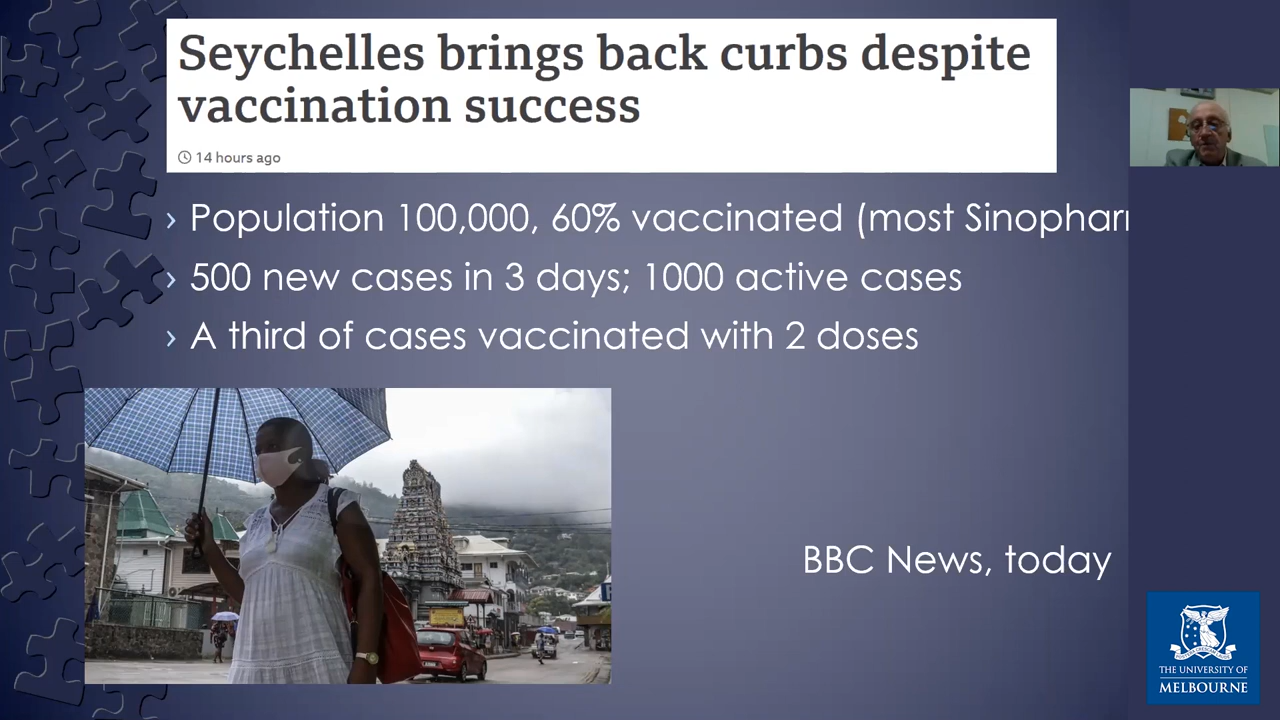 Seychelles brings back curbs despite
vaccination success
14 hours ago
› Population 100,000, 60% vaccinated (most
› 500 new cases in 3 days; 1000 active cases
› A third of cases vaccinated with 2 doses
BBC News, today
THE UNIVERSITY OF
MELBOURNE